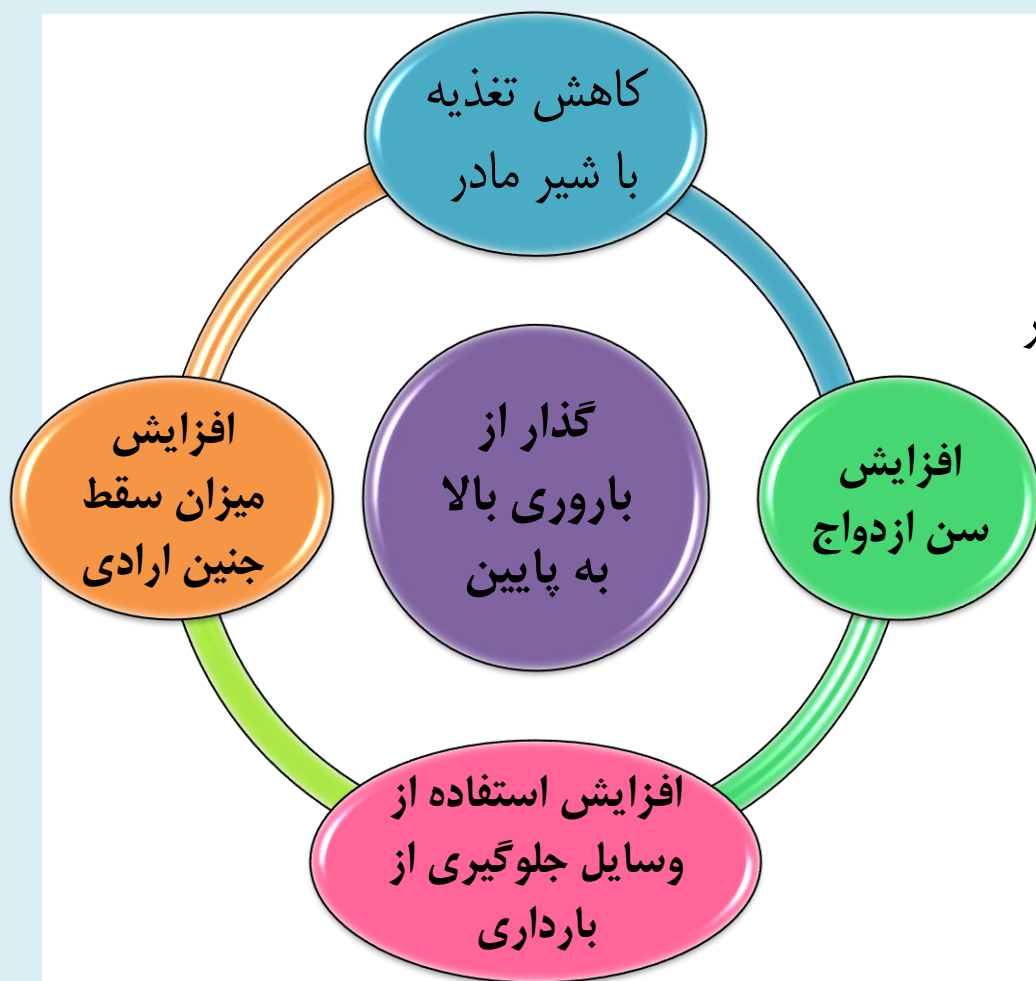 کاهش تغذیه
با شیر مادر
ر
افزایش
سن ازدواج
گذار از
باروری بالا
به پایین
افزایش
میزان سقط
جنین ارادی
افزایش استفاده از
وسایل جلوگیری از
بارداری